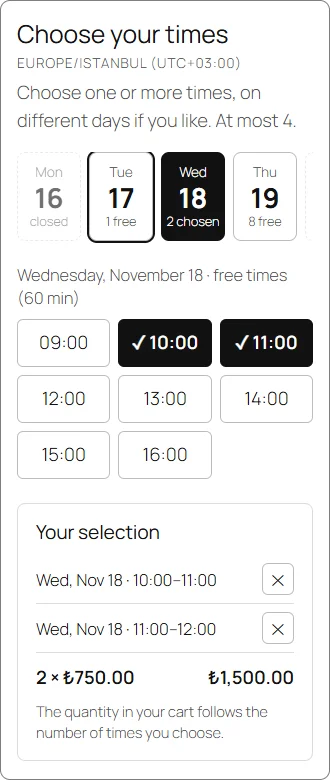 Choose your times
EUROPE/ISTANBUL (UTC+03:00)
Choose one or more times, on
different days if you like. At most 4.
Mon
16
closed
Tue
17
1 free
Wed
18
2 chosen
Thu
19
8 free
Wednesday, November 18 · free times
(60 min)
09:00
✓ 10:00
✓ 11:00
12:00
13:00
14:00
15:00
16:00
Your selection
Wed, Nov 18 · 10:00–11:00
×
Wed, Nov 18 · 11:00–12:00
×
2 × ₺750.00 ₺1,500.00
The quantity in your cart follows the
number of times you choose.